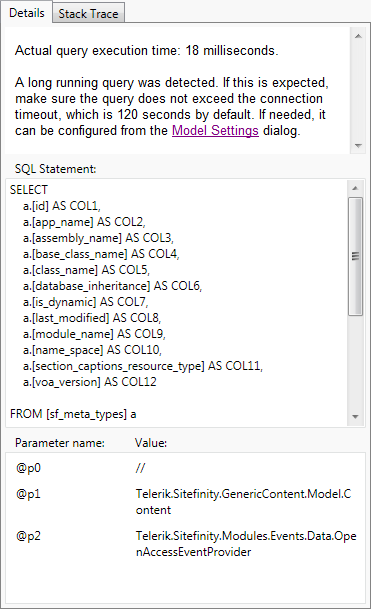 Details Stack Trace
Actual query execution time: 18 milliseconds.
A long running query was detected. If this is expected,
make sure the query does not exceed the connection
timeout, which is 120 seconds by default. If needed, it
can be configured from the Model Settings dialog.
SQL Statement:
SELECT
a.[id] AS COL1,
a.[app_name] AS COL2,
a.[assembly_name] AS COL3,
a.[base_class_name] AS COL4,
a.[class_name] AS COL5,
a.[database_inheritance] AS COL6,
a.[is_dynamic] AS COL7,
a.[last_modified] AS COL8,
a.[module_name] AS COL9,
a.[name_space] AS COL10,
a.[section_captions_resource_type] AS COL11,
a.[voa_version] AS COL12
FROM [sf_meta_types] a
Parameter name: Value:
@p0 //
@p1 Telerik.Sitefinity.GenericContent.Model.C
ontent
@p2 Telerik.Sitefinity.Modules.Events.Data.Ope
nAccessEventProvider